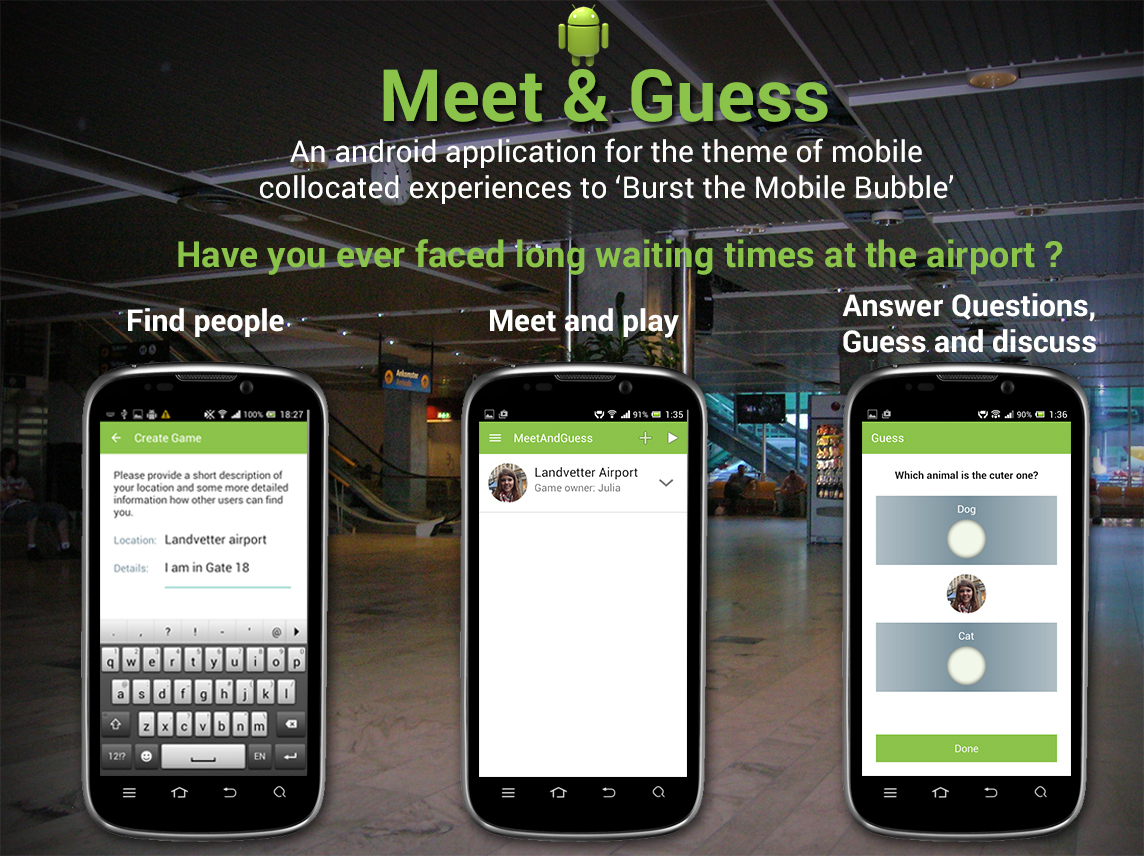 Meet & Guess
An android application for the theme of mobile
collocated experiences to ‘Burst the Mobile Bubble’
Have you ever faced long waiting times at the airport ?
Find people
Meet and play
Answer Questions,
Guess and discuss
100% 18:27
Create Game
Please provide a short description of
your location and some more detailed
information how other users can find
you.
Location: Landvetter airport
Details: I am in Gate 18
. , ? ! - ' @
q w e r t y u i o p
a s d f g h j k l
z x c v b n m
12!? EN
91% 1:35
MeetAndGuess
Landvetter Airport
Game owner: Julia
90% 1:36
Guess
Which animal is the cuter one?
Dog
Cat
Done
Ankomster
Arrivals